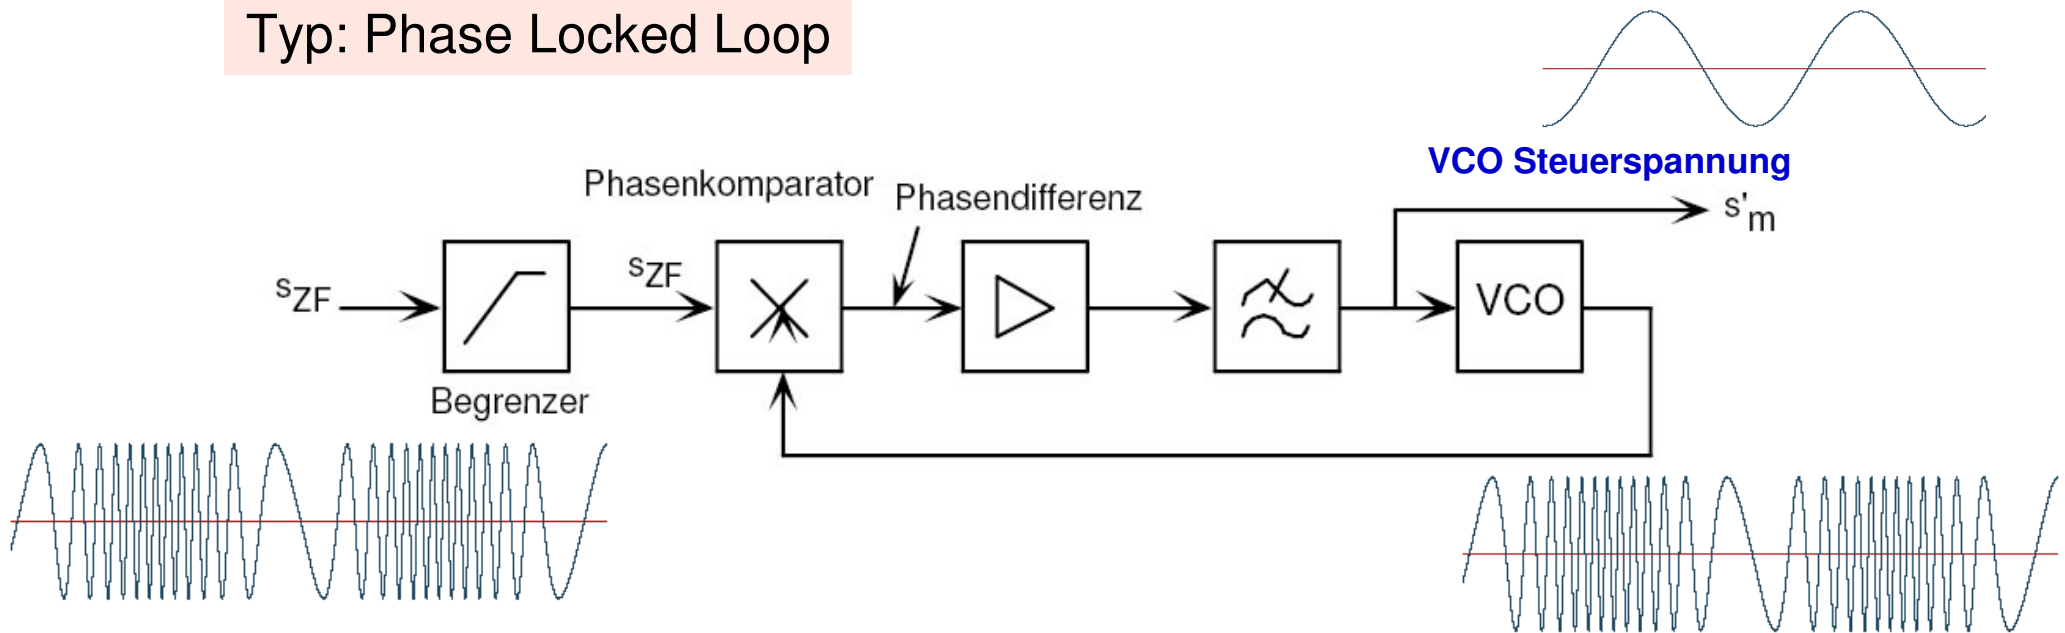 Typ: Phase Locked Loop
VCO Steuerspannung
Phasenkomparator
Phasendifferenz
s'm
sZF
sZF
VCO
Begrenzer